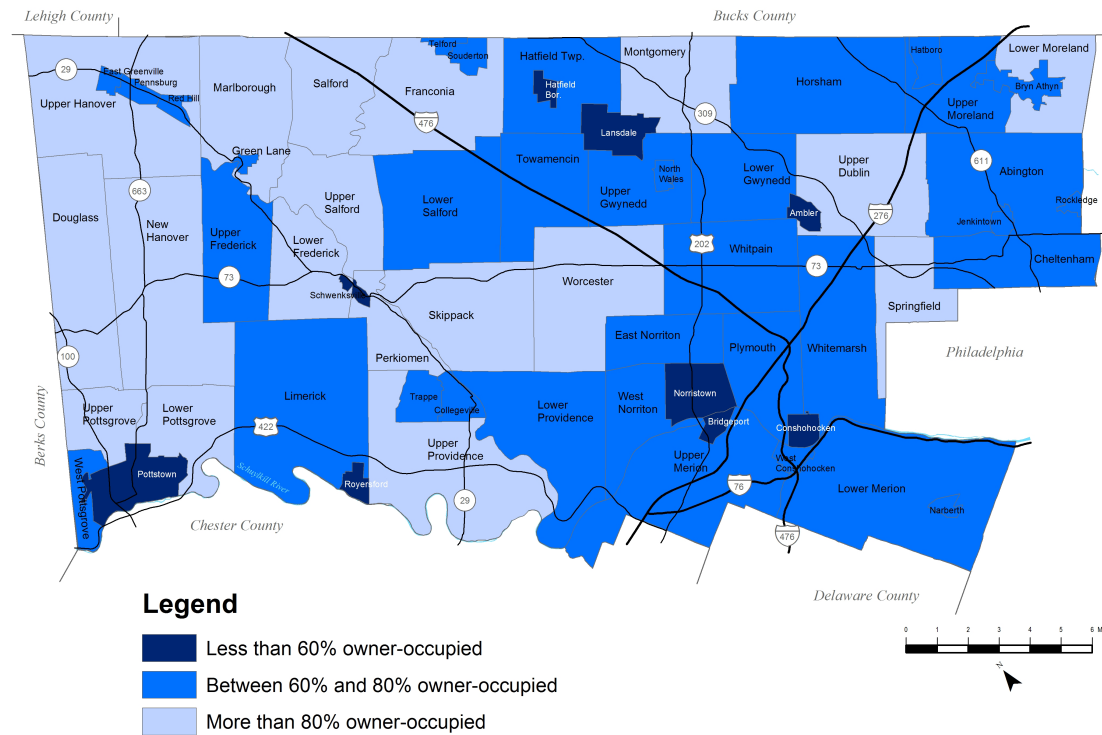 Lehigh County
Bucks County
Telford
Souderton
Hatfield Twp.
Montgomery
Hatboro
Lower Moreland
29
East Greenville
Pennsburg
Red Hill
Upper Hanover
Marlborough
Salford
Franconia
Hatfield
Bor.
Horsham
Bryn Athyn
Upper
Moreland
309
476
Lansdale
Green Lane
Towamencin
North
Wales
Lower
Gwynedd
Upper
Dublin
611
Abington
663
Upper
Salford
Lower
Salford
Upper
Gwynedd
Rockledge
Douglass
New
Hanover
Upper
Frederick
Lower
Frederick
Ambler
276
Jenkintown
202
Whitpain
73
73
Cheltenham
Schwenksville
Worcester
Springfield
Skippack
East Norriton
Plymouth
Whitemarsh
Philadelphia
100
Perkiomen
Berks County
Upper
Pottsgrove
Lower
Pottsgrove
Limerick
Trappe
Collegeville
Lower
Providence
West
Norriton
Norristown
Bridgeport
Conshohocken
422
Upper
Providence
Upper
Merion
West
Conshohocken
West Pottsgrove
Pottstown
Schuylkill River
Royersford
29
76
Lower Merion
Narberth
Chester County
476
Delaware County
Legend
Less than 60% owner-occupied
Between 60% and 80% owner-occupied
More than 80% owner-occupied
0 1 2 3 4 5 6 M
N